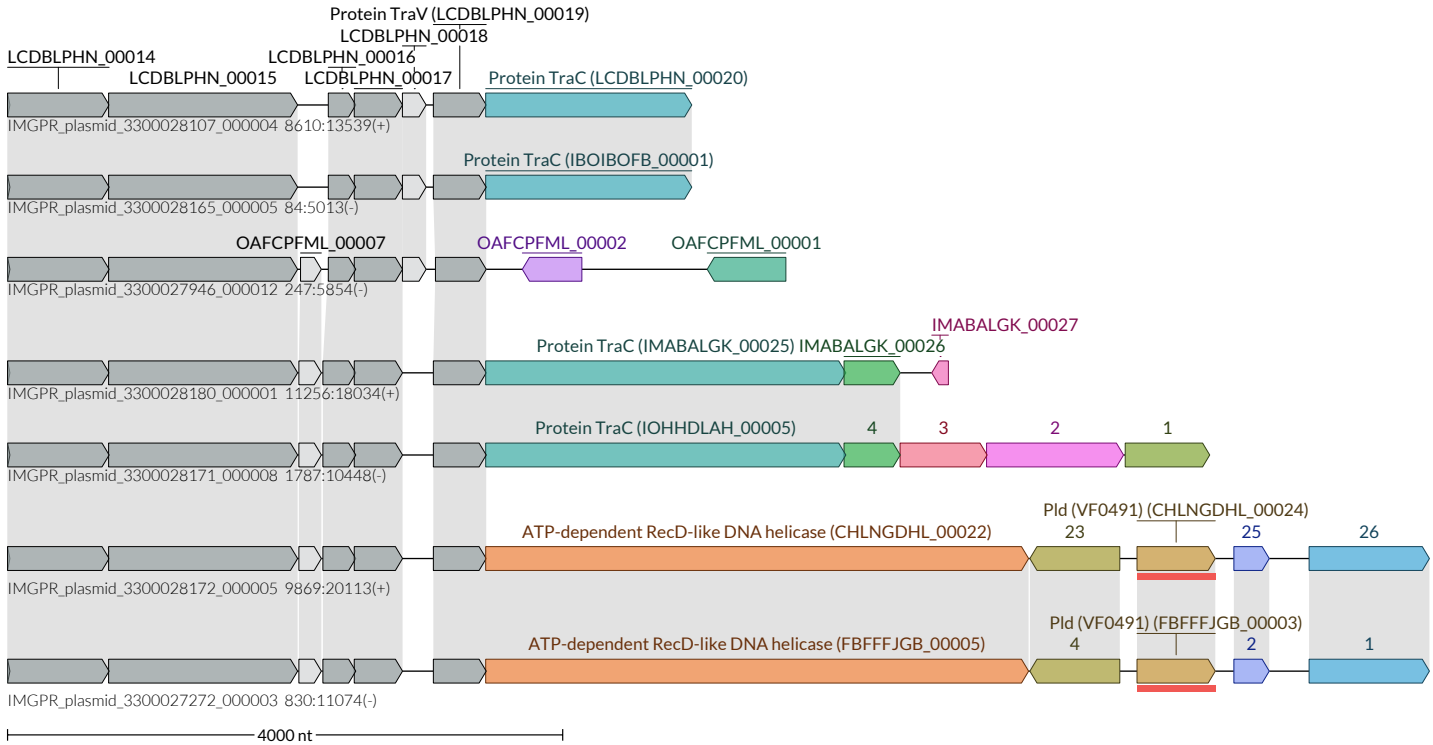 Protein TraV (LCDBLPHN_00019)
LCDBLPHN_00018
LCDBLPHN_00014 LCDBLPHN_00016
LCDBLPHN_00015 LCDBLPHN_00017 Protein TraC (LCDBLPHN_00020)
IMGPR_plasmid_3300028107_000004 8610:13539(+)
Protein TraC (IBOIBOFB_00001)
IMGPR_plasmid_3300028165_000005 84:5013(-)
OAFCPFML_00007 OAFCPFML_00002 OAFCPFML_00001
IMGPR_plasmid_3300027946_000012 247:5854(-)
IMABALGK_00027
Protein TraC (IMABALGK_00025) IMABALGK_00026
IMGPR_plasmid_3300028180_000001 11256:18034(+)
Protein TraC (IOHHDLAH_00005) 4 3 2 1
IMGPR_plasmid_3300028171_000008 1787:10448(-)
Pld (VF0491) (CHLNGDHL_00024)
ATP-dependent RecD-like DNA helicase (CHLNGDHL_00022) 23 25 26
IMGPR_plasmid_3300028172_000005 9869:20113(+)
Pld (VF0491) (FBFFFJGB_00003)
ATP-dependent RecD-like DNA helicase (FBFFFJGB_00005) 4 2 1
IMGPR_plasmid_3300027272_000003 830:11074(-)
4000 nt